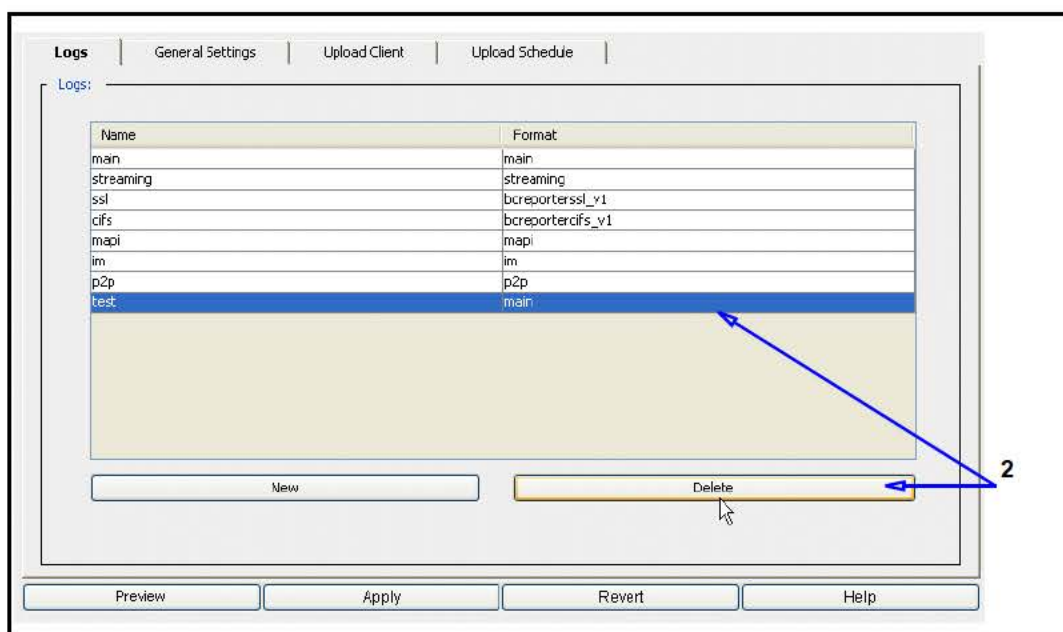 Logs General Settings Upload Client Upload Schedule
Logs:
Name Format
main main
streaming streaming
ssl bcreporterssl_v1
cifs bcreportercifs_v1
mapi mapi
im im
p2p p2p
test main
New Delete
2
Preview Apply Revert Help